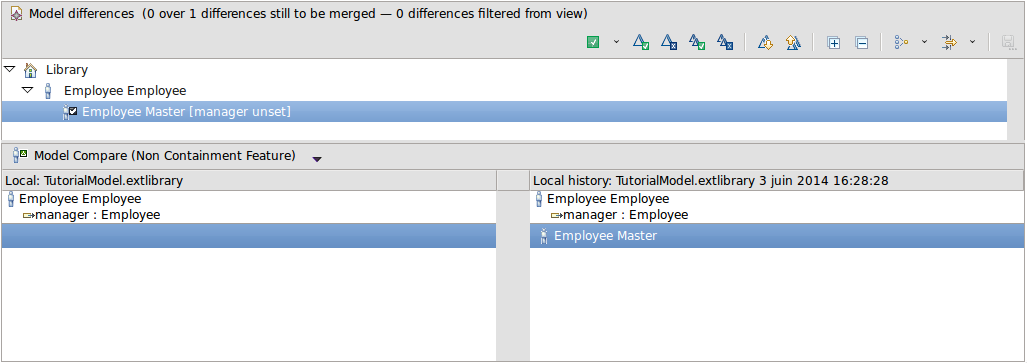 Model differences (0 over 1 differences still to be merged — 0 differences filtered from view)
Library
Employee Employee
Employee Master [manager unset]
Model Compare (Non Containment Feature)
Local: TutorialModel.extlibrary
Local history: TutorialModel.extlibrary 3 juin 2014 16:28:28
Employee Employee
manager : Employee
Employee Employee
manager : Employee
Employee Master